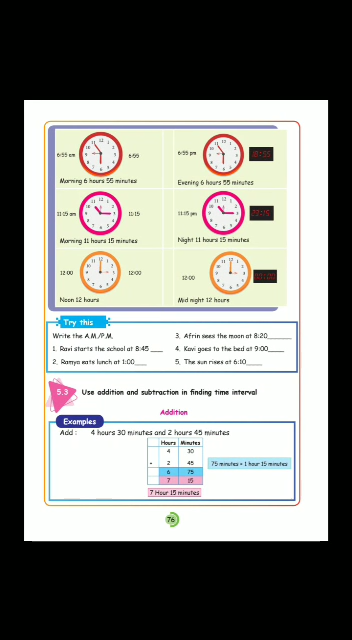 6:55 am
6:55
Morning 6 hours 55 minutes
6:55 pm
18:55
Evening 6 hours 55 minutes
11:15 am
11:15
Morning 11 hours 15 minutes
11:15 pm
23:15
Night 11 hours 15 minutes
12:00
12:00
Noon 12 hours
12:00
Mid night 12 hours
Try this
Write the A.M./P.M.
1. Ravi starts the school at 8:45 ___
2. Ramya eats lunch at 1:00____
3. Afrin sees the moon at 8:20______
4. Kavi goes to the bed at 9:00____
5. The sun rises at 6:10____
5.3 Use addition and subtraction in finding time interval
Addition
Examples
Add : 4 hours 30 minutes and 2 hours 45 minutes
Hours Minutes
4 30
+ 2 45
6 75
7 15
75 minutes = 1 hour 15 minutes
7 Hour 15 minutes
76